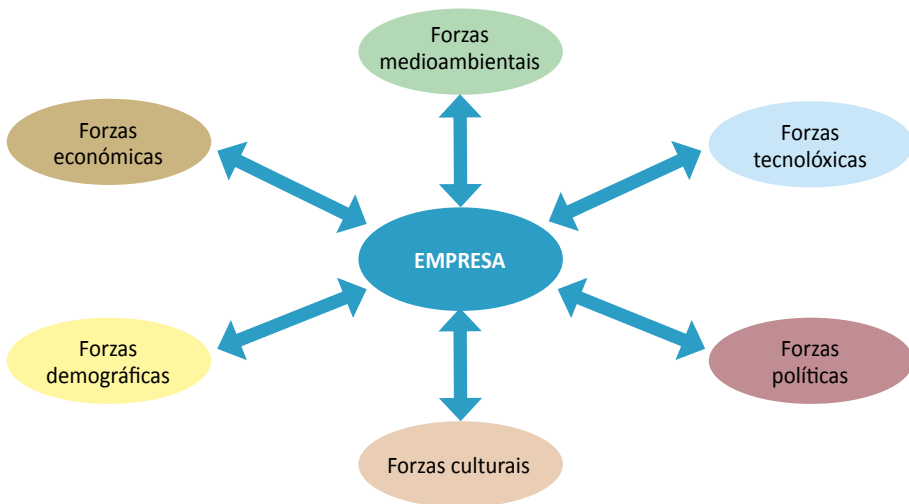 Forzas
medioambientais
Forzas
económicas
Forzas
tecnolóxicas
EMPRESA
Forzas
demográficas
Forzas
políticas
Forzas culturais